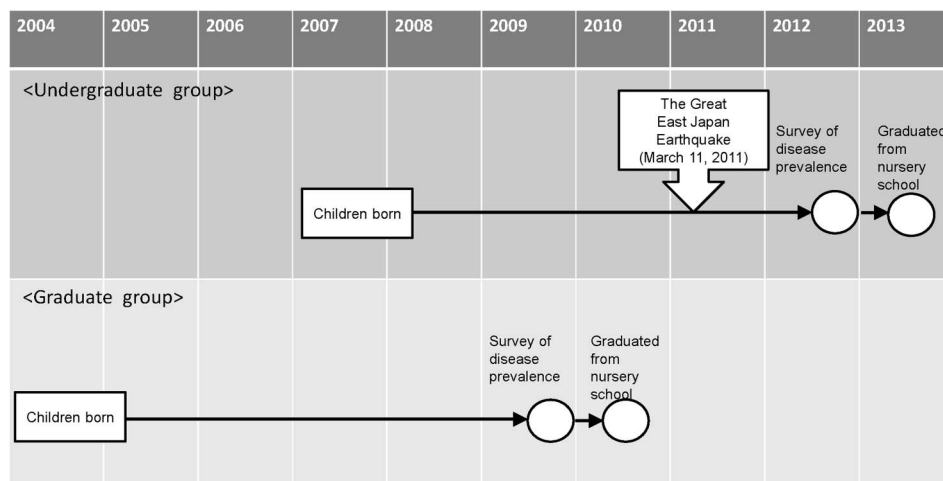 2004 2005 2006 2007 2008 2009 2010 2011 2012 2013
<Undergraduate group>
The Great
East Japan
Earthquake
(March 11, 2011)
Survey of
disease
prevalence
Graduated
from
nursery
school
Children born
<Graduate group>
Survey of
disease
prevalence
Graduated
from
nursery
school
Children born